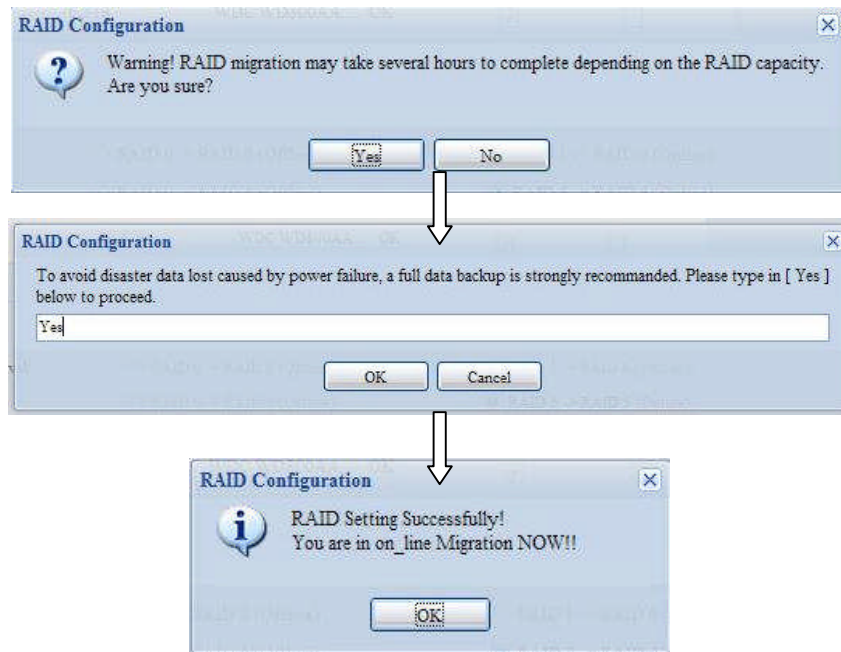 RAID Configuration
Warning! RAID migration may take several hours to complete depending on the RAID capacity.
Are you sure?
Yes No
RAID Configuration
To avoid disaster data lost caused by power failure, a full data backup is strongly recommanded. Please type in [ Yes ]
below to proceed.
Yes
OK Cancel
RAID Configuration
RAID Setting Successfully!
You are in on_line Migration NOW!!
OK